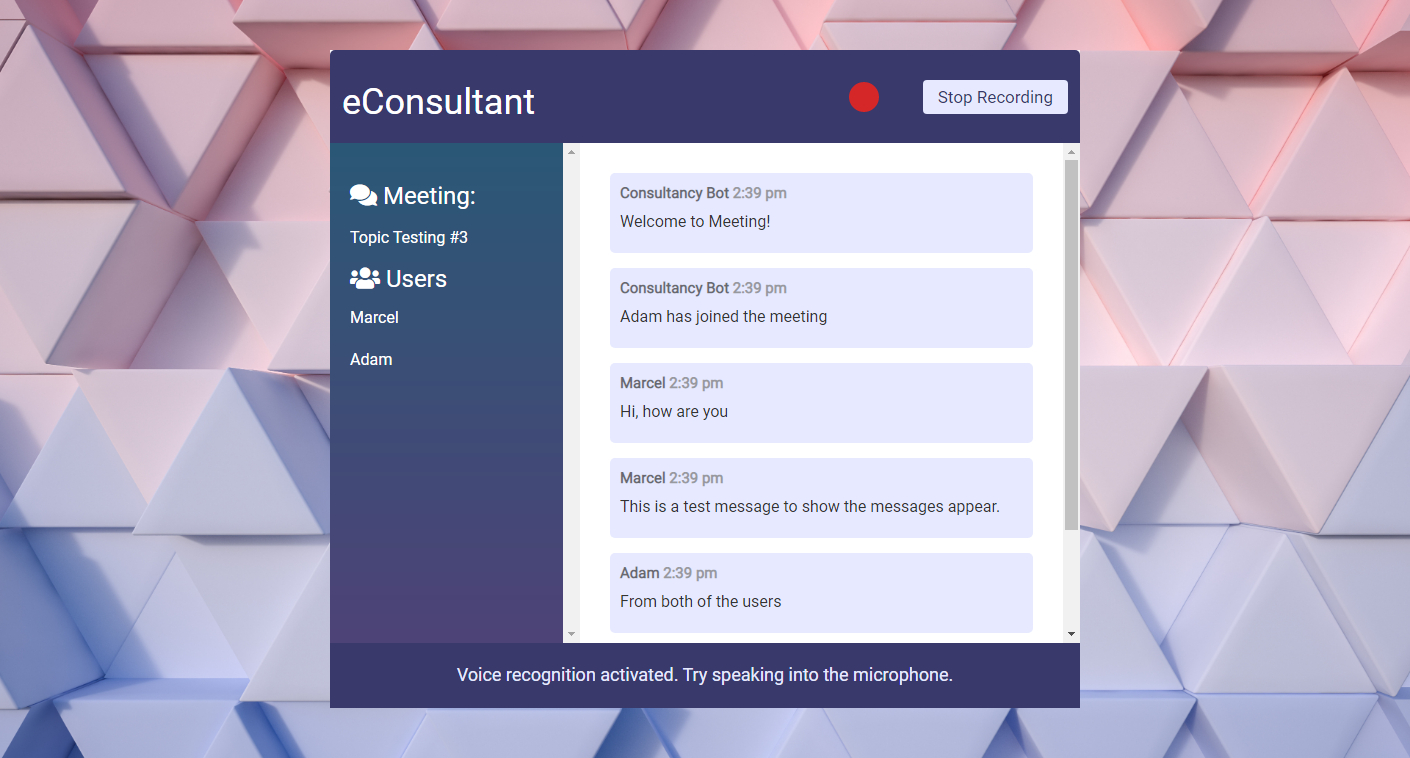 eConsultant
Stop Recording
Meeting:
Topic Testing #3
Users
Marcel
Adam
Consultancy Bot 2:39 pm
Welcome to Meeting!
Consultancy Bot 2:39 pm
Adam has joined the meeting
Marcel 2:39 pm
Hi, how are you
Marcel 2:39 pm
This is a test message to show the messages appear.
Adam 2:39 pm
From both of the users
Voice recognition activated. Try speaking into the microphone.